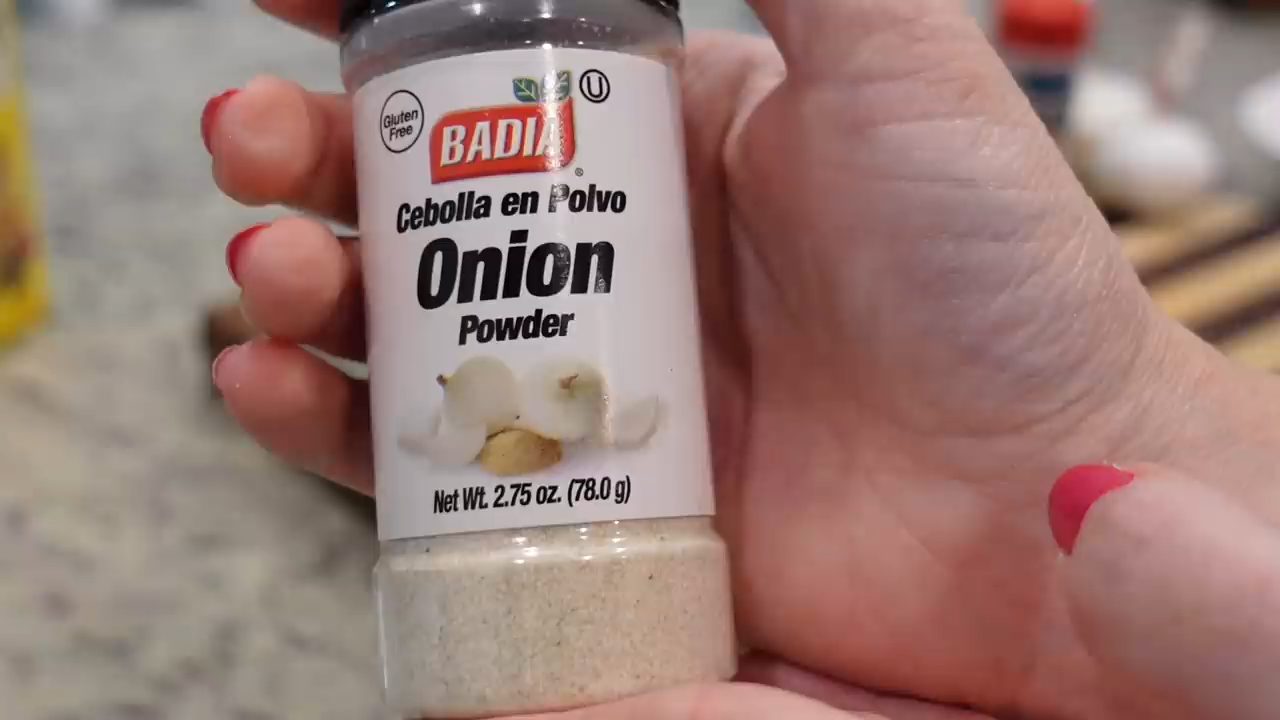 Gluten
Free
U
BADIA®
Cebolla en Polvo
Onion
Powder
Net Wt. 2.75 oz. (78.0 g)